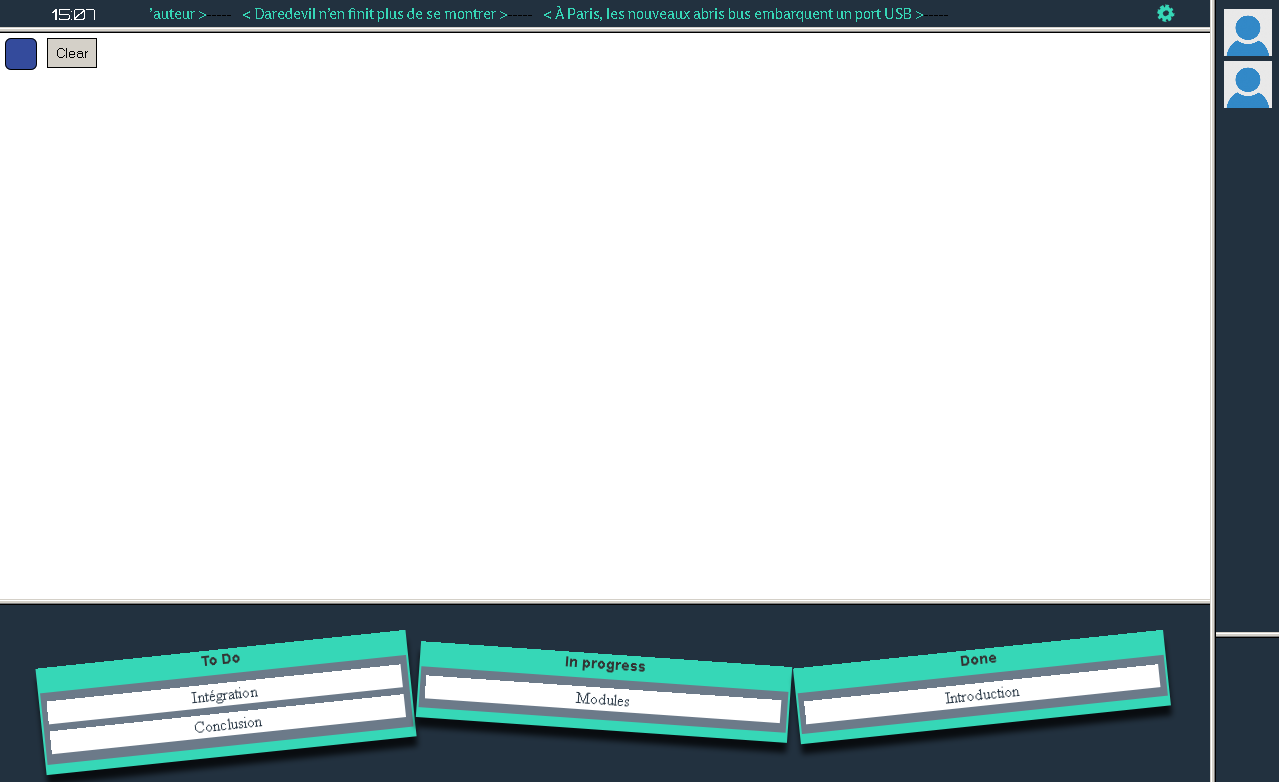 15:07 'auteur >----- < Daredevil n'en finit plus de se montrer >----- < À Paris, les nouveaux abris bus embarquent un port USB >-----
Clear
To Do
Intégration
Conclusion
In progress
Modules
Done
Introduction